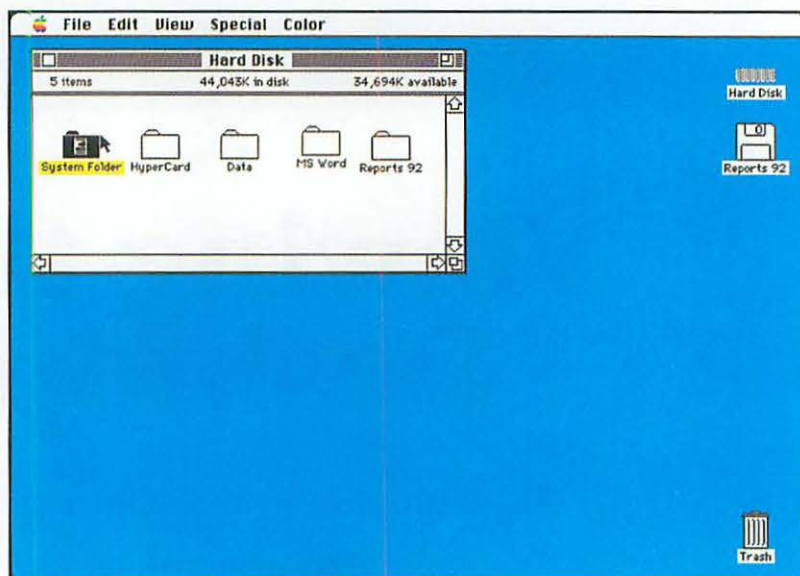 File Edit View Special Color
Hard Disk
5 items 44,043K in disk 34,694K available
System Folder HyperCard Data MS Word Reports 92
Hard Disk
Reports 92
Trash